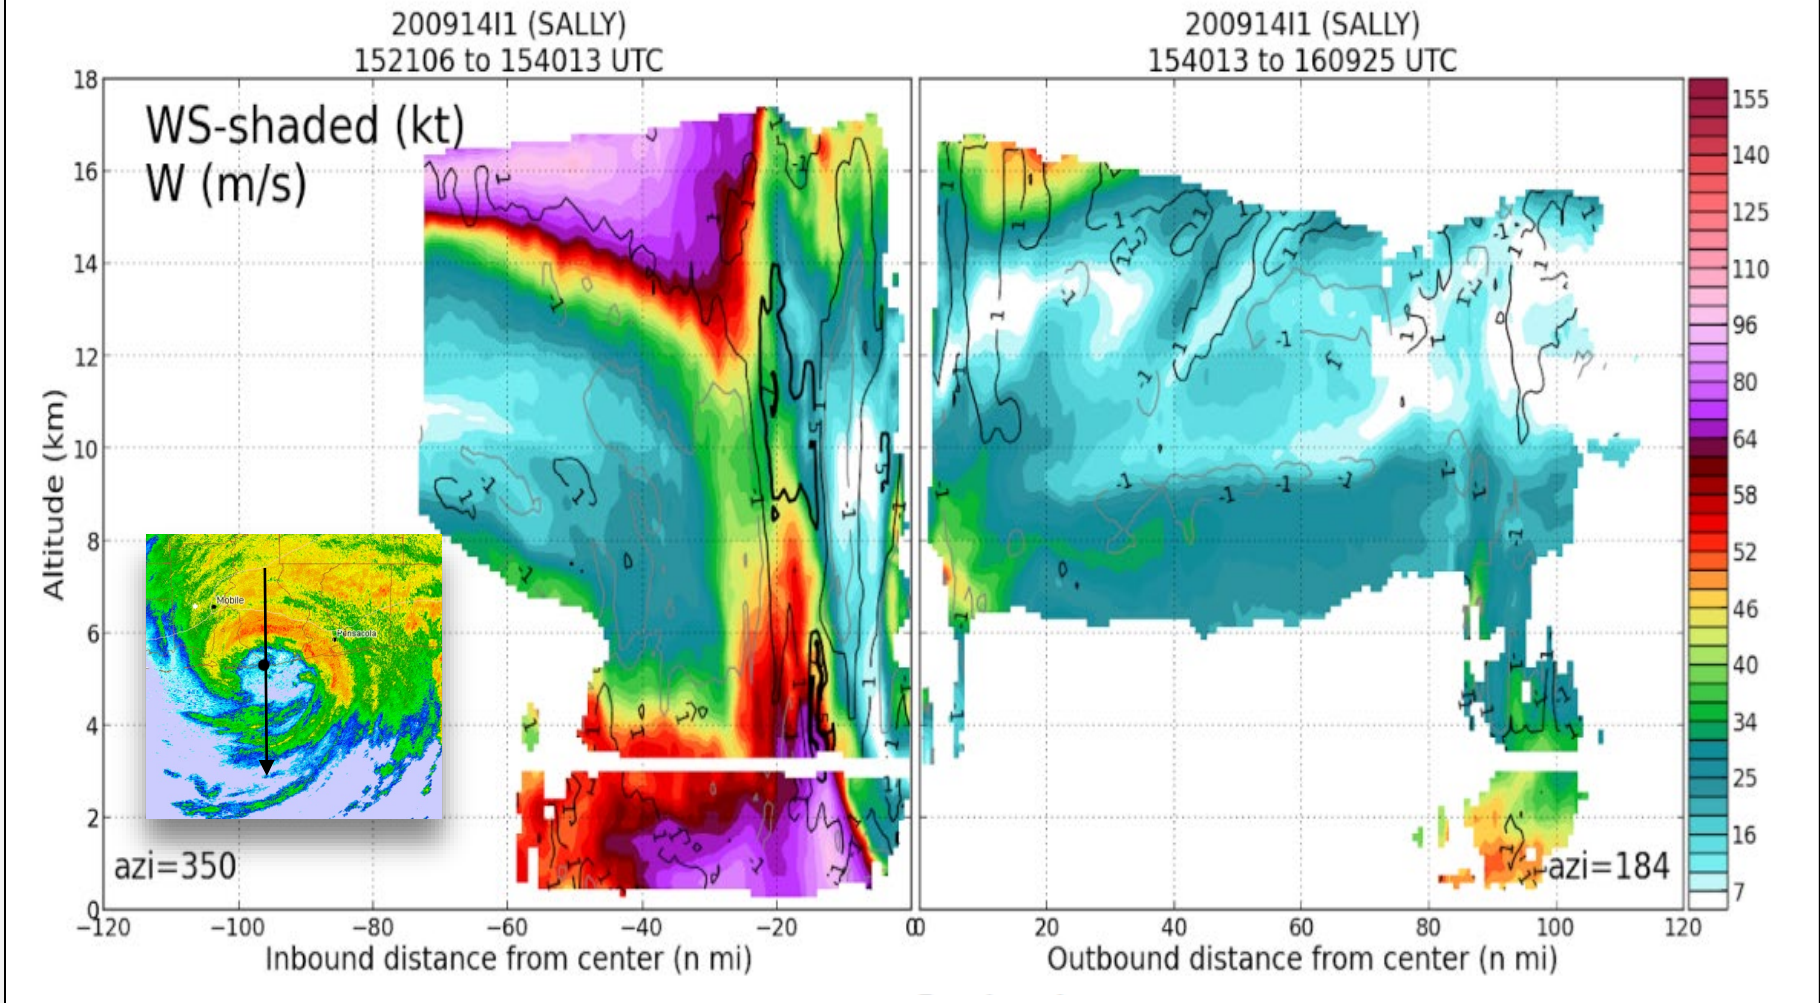 200914I1 (SALLY)
152106 to 154013 UTC
200914I1 (SALLY)
154013 to 160925 UTC
WS-shaded (kt)
W (m/s)
Altitude (km)
18
16
14
12
10
8
6
4
2
0
Mobile
Pensacola
azi=350
azi=184
−120 −100 −80 −60 −40 −20 0
0 20 40 60 80 100 120
Inbound distance from center (n mi)
Outbound distance from center (n mi)
155
140
125
110
96
80
64
58
52
46
40
34
25
16
7